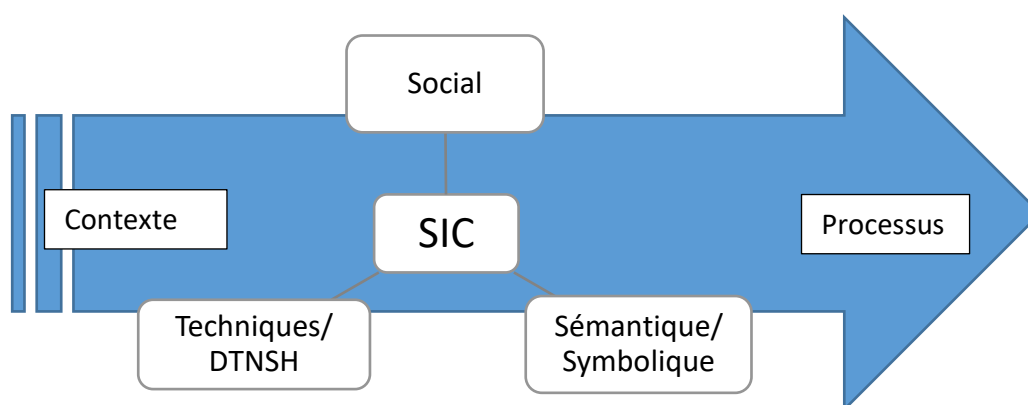 Social
Contexte
SIC
Processus
Techniques/
DTNSH
Sémantique/
Symbolique